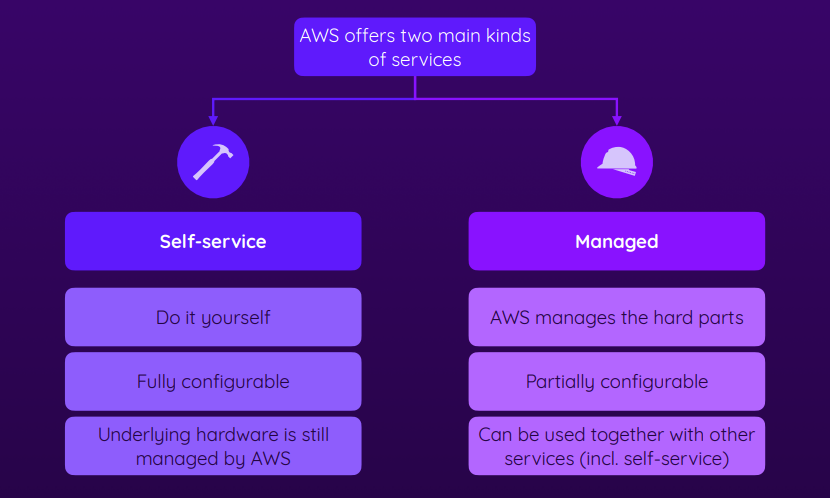 AWS offers two main kinds
of services
Self-service
Managed
Do it yourself
AWS manages the hard parts
Fully configurable
Partially configurable
Underlying hardware is still
managed by AWS
Can be used together with other
services (incl. self-service)